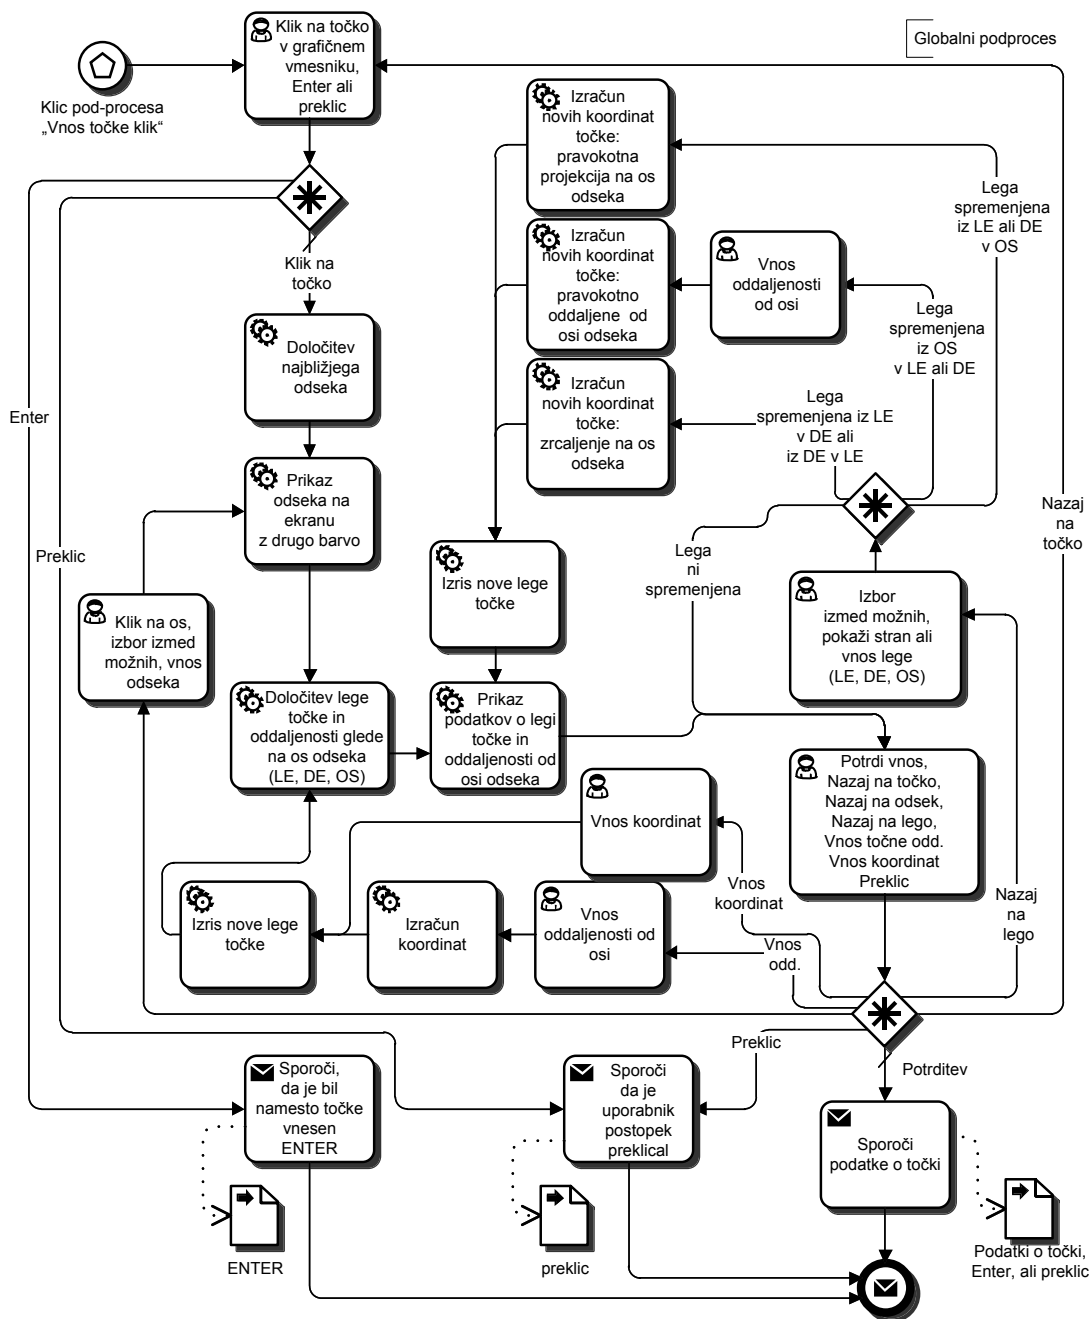 Globalni podproces
Klic pod-procesa
„Vnos točke klik“
Klik na točko
v grafičnem
vmesniku,
Enter ali
preklic
Klik na
točko
Enter
Preklic
Določitev
najbližjega
odseka
Prikaz
odseka na
ekranu
z drugo barvo
Klik na os,
izbor izmed
možnih, vnos
odseka
Določitev lege
točke in
oddaljenosti glede
na os odseka
(LE, DE, OS)
Izračun
novih koordinat
točke:
pravokotna
projekcija na os
odseka
Izračun
novih koordinat
točke:
pravokotno
oddaljene od
osi odseka
Izračun
novih koordinat
točke:
zrcaljenje na os
odseka
Vnos
oddaljenosti
od osi
Lega
spremenjena
iz LE ali DE
v OS
Lega
spremenjena
iz OS
v LE ali DE
Lega
spremenjena iz LE
v DE ali
iz DE v LE
Lega
ni
spremenjena
Nazaj
na
točko
Izris nove lege
točke
Prikaz
podatkov o legi
točke in
oddaljenosti od
osi odseka
Izbor
izmed možnih,
pokaži stran ali
vnos lege
(LE, DE, OS)
Potrdi vnos,
Nazaj na točko,
Nazaj na odsek,
Nazaj na lego,
Vnos točne odd.
Vnos koordinat
Preklic
Vnos koordinat
Vnos
koordinat
Nazaj
na
lego
Izris nove lege
točke
Izračun
koordinat
Vnos
oddaljenosti od
osi
Vnos
odd.
Preklic
Potrditev
Sporoči,
da je bil
namesto točke
vnesen
ENTER
Sporoči
da je
uporabnik
postopek
preklical
Sporoči
podatke o točki
ENTER
preklic
Podatki o točki,
Enter, ali preklic